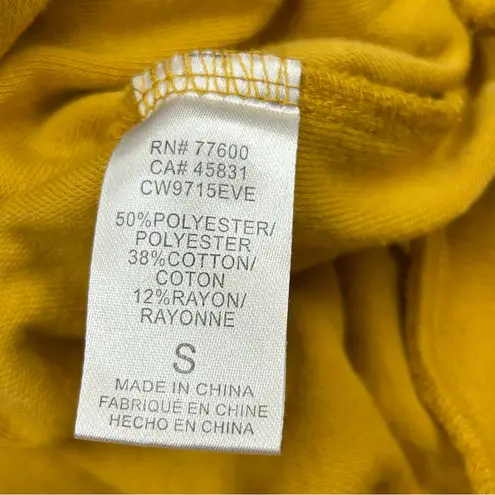 RN# 77600
CA# 45831
CW9715EVE
50%POLYESTER/
POLYESTER
38%COTTON/
COTON
12%RAYON/
RAYONNE
S
MADE IN CHINA
FABRIQUÉ EN CHINE
HECHO EN CHINA